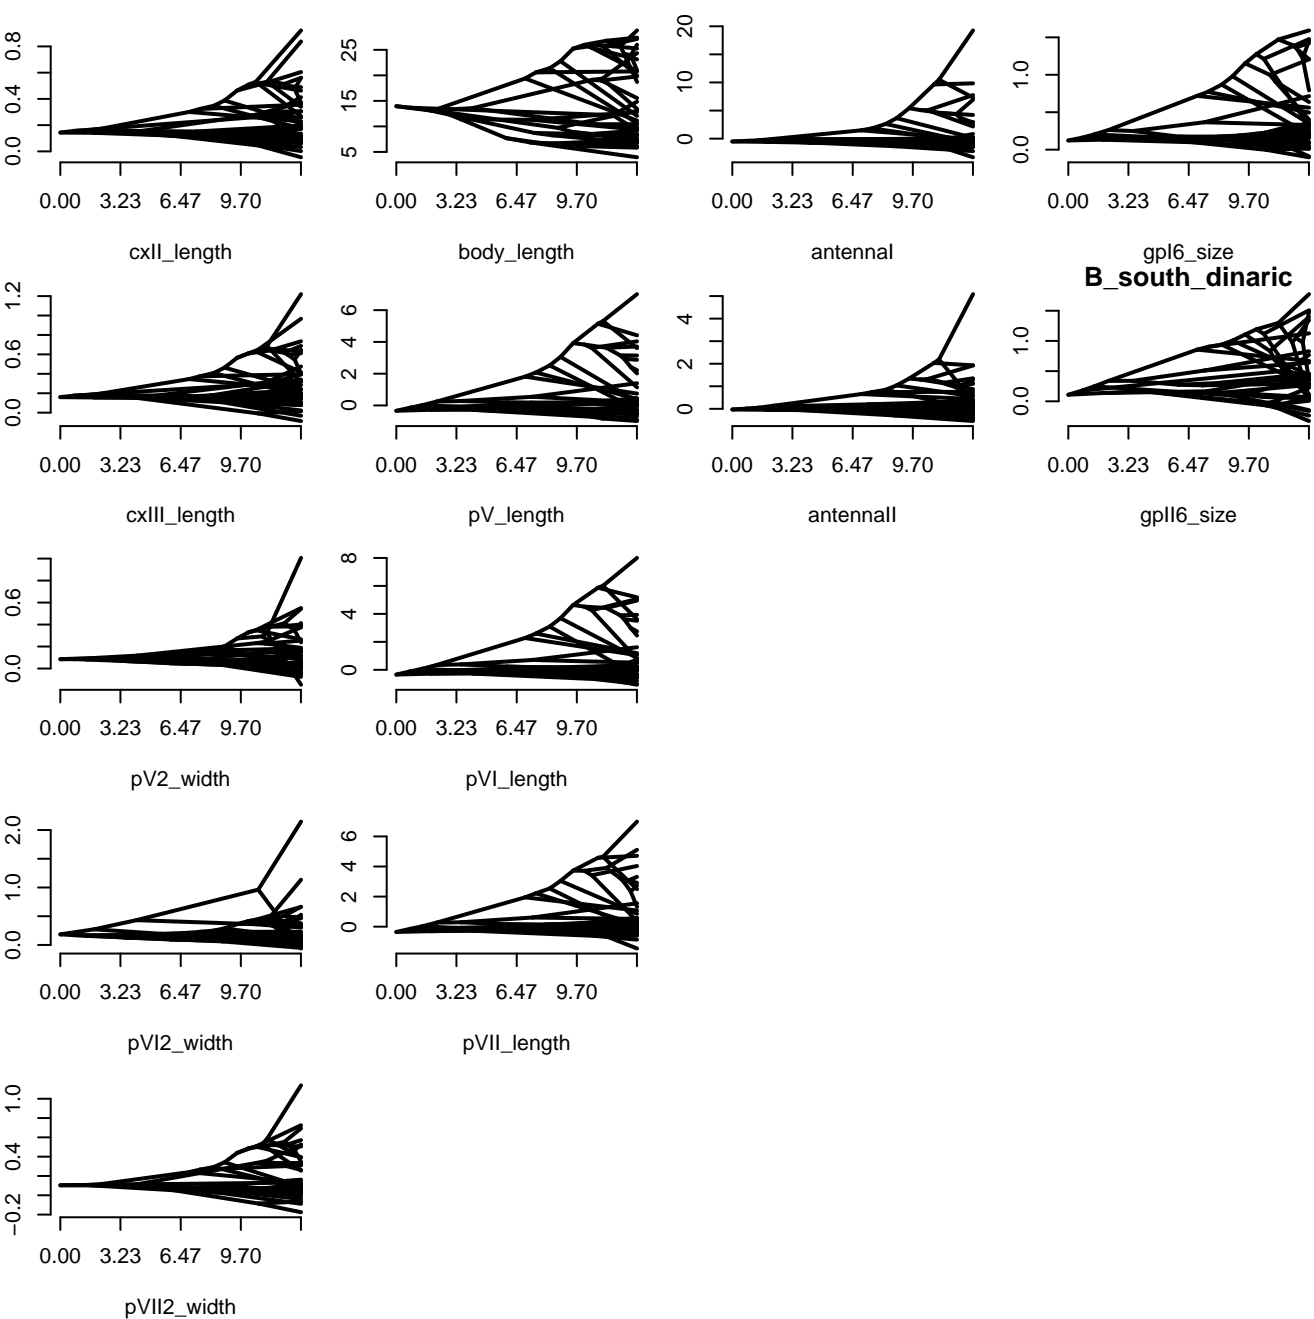 0.0 0.4 0.8
0.00 3.23 6.47 9.70
cxII_length
5 15 25
0.00 3.23 6.47 9.70
body_length
0 10 20
0.00 3.23 6.47 9.70
antennaI
0.0 1.0
0.00 3.23 6.47 9.70
gpI6_size
0.0 0.6 1.2
0.00 3.23 6.47 9.70
cxIII_length
0 2 4 6
0.00 3.23 6.47 9.70
pV_length
0 2 4
0.00 3.23 6.47 9.70
antennaII
B_south_dinaric
0.0 1.0
0.00 3.23 6.47 9.70
gpII6_size
0.0 0.6
0.00 3.23 6.47 9.70
pV2_width
0 4 8
0.00 3.23 6.47 9.70
pVI_length
0.0 1.0 2.0
0.00 3.23 6.47 9.70
pVI2_width
0 2 4 6
0.00 3.23 6.47 9.70
pVII_length
−0.2 0.4 1.0
0.00 3.23 6.47 9.70
pVII2_width